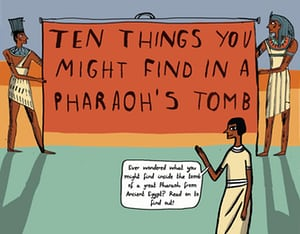 TEN THINGS YOU
MIGHT FIND IN A
PHARAOH'S TOMB
Ever wondered what you
might find inside the tomb
of a great Pharaoh from
Ancient Egypt? Read on to
find out!